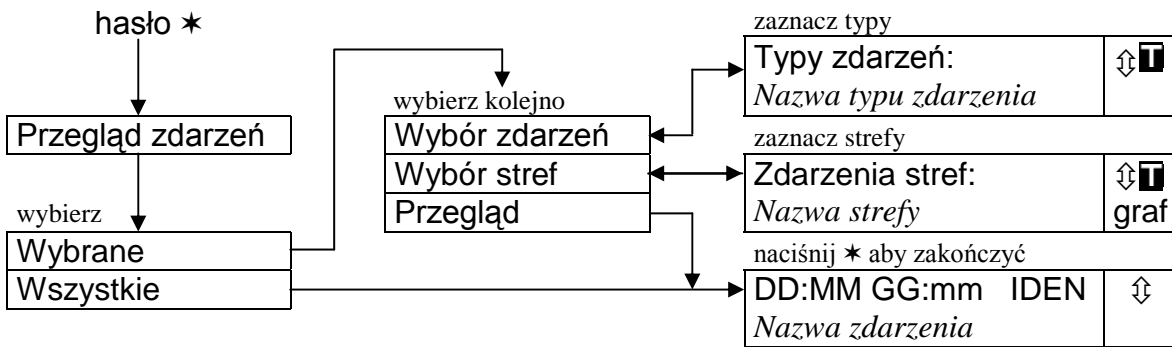 hasło ✶
Przegląd zdarzeń
wybierz
Wybrane
Wszystkie
wybierz kolejno
Wybór zdarzeń
Wybór stref
Przegląd
zaznacz typy
Typy zdarzeń: ⇳ T
Nazwa typu zdarzenia
zaznacz strefy
Zdarzenia stref: ⇳ T
Nazwa strefy graf
naciśnij ✶ aby zakończyć
DD:MM GG:mm IDEN ⇳
Nazwa zdarzenia